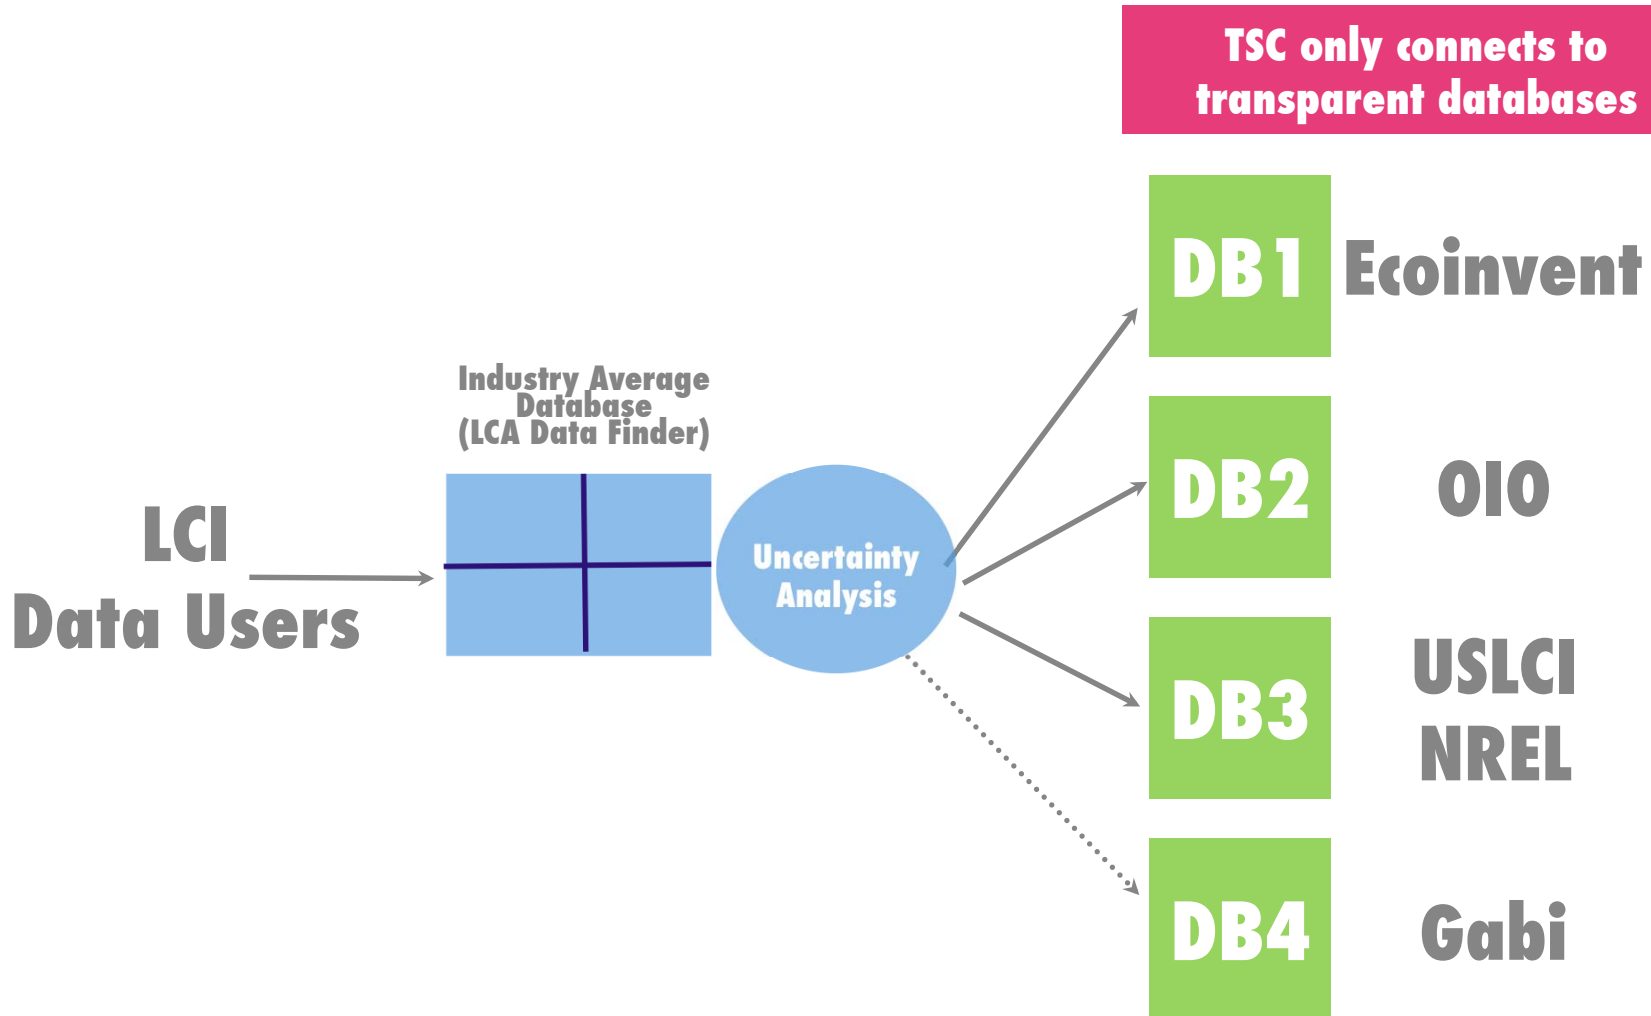 TSC only connects to
transparent databases
DB1
Ecoinvent
Industry Average
Database
(LCA Data Finder)
DB2
OIO
LCI
Data Users
Uncertainty
Analysis
DB3
USLCI
NREL
DB4
Gabi